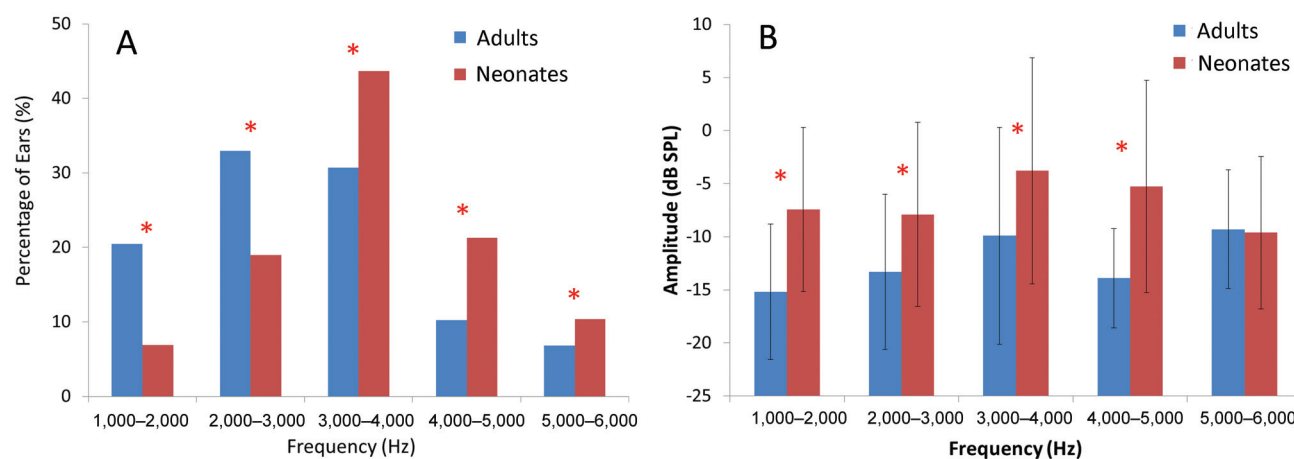 A
Adults
Neonates
50
40
30
20
10
0
Percentage of Ears (%)
*
*
*
*
*
1,000–2,000 2,000–3,000 3,000–4,000 4,000–5,000 5,000–6,000
Frequency (Hz)
B
Adults
Neonates
10
5
0
-5
-10
-15
-20
-25
Amplitude (dB SPL)
*
*
*
*
1,000–2,000 2,000–3,000 3,000–4,000 4,000–5,000 5,000–6,000
Frequency (Hz)